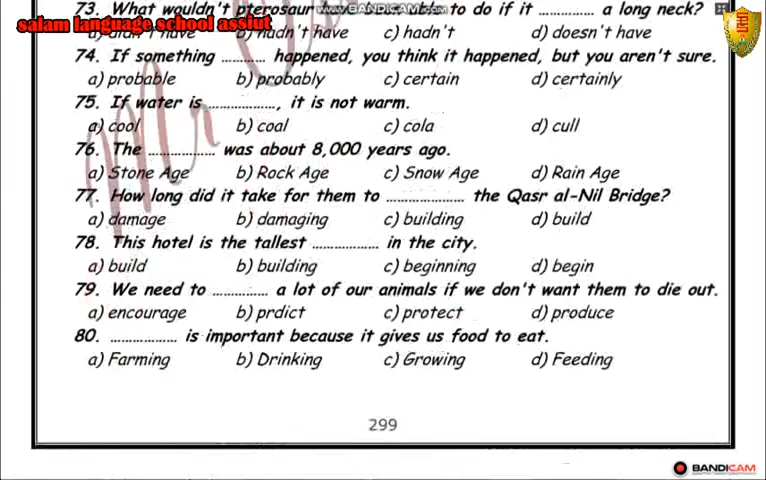 73. What wouldn't pterosaur to do if it .............. a long neck?
www.BANDICAM.com
salam language school assiut
b) hadn't have c) hadn't d) doesn't have
74. If something ........... happened, you think it happened, but you aren't sure.
a) probable b) probably c) certain d) certainly
75. If water is ................., it is not warm.
a) cool b) coal c) cola d) cull
76. The ................. was about 8,000 years ago.
a) Stone Age b) Rock Age c) Snow Age d) Rain Age
77. How long did it take for them to .................... the Qasr al-Nil Bridge?
a) damage b) damaging c) building d) build
78. This hotel is the tallest ................. in the city.
a) build b) building c) beginning d) begin
79. We need to .............. a lot of our animals if we don't want them to die out.
a) encourage b) prdict c) protect d) produce
80. ................. is important because it gives us food to eat.
a) Farming b) Drinking c) Growing d) Feeding
Mr
299
BANDICAM